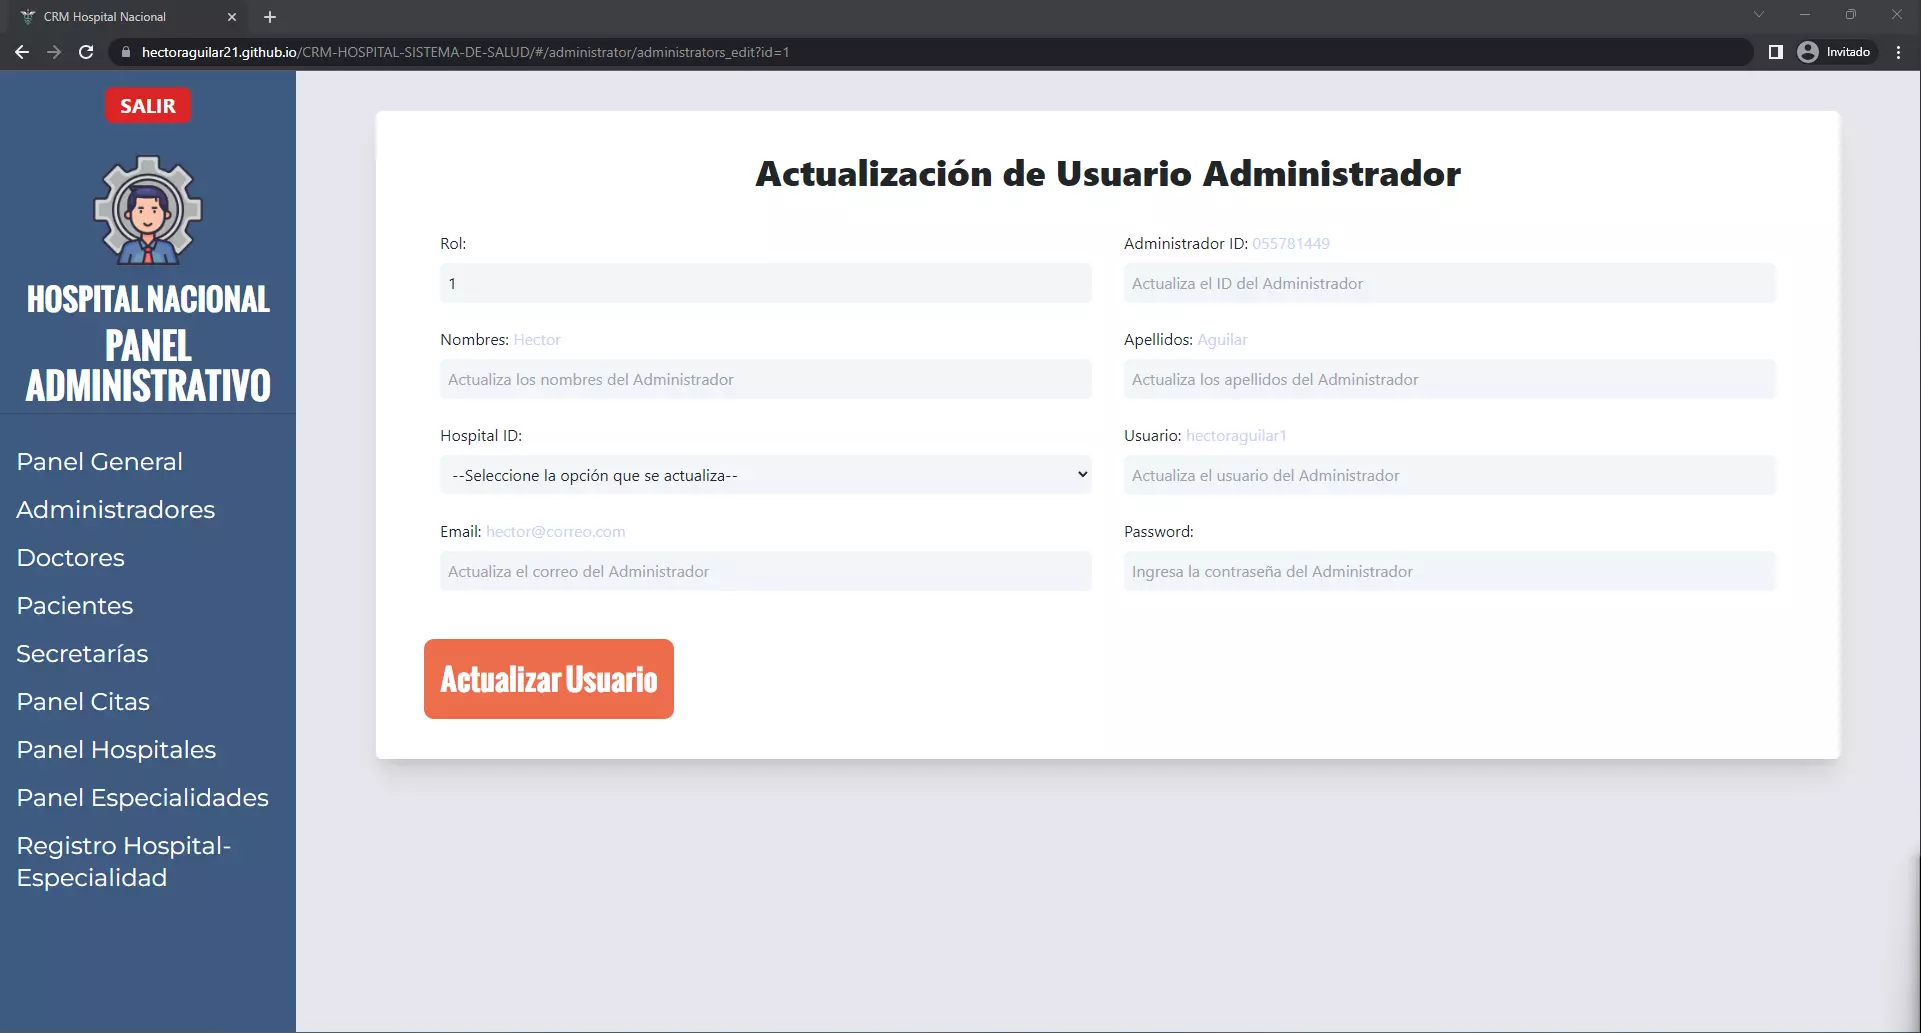 CRM Hospital Nacional
hectoraguilar21.github.io/CRM-HOSPITAL-SISTEMA-DE-SALUD/#/administrator/administrators_edit?id=1
Invitado
SALIR
HOSPITAL NACIONAL
PANEL
ADMINISTRATIVO
Panel General
Administradores
Doctores
Pacientes
Secretarías
Panel Citas
Panel Hospitales
Panel Especialidades
Registro Hospital-
Especialidad
Actualización de Usuario Administrador
Rol:
1
Administrador ID: 055781449
Actualiza el ID del Administrador
Nombres: Hector
Actualiza los nombres del Administrador
Apellidos: Aguilar
Actualiza los apellidos del Administrador
Hospital ID:
--Seleccione la opción que se actualiza--
Usuario: hectoraguilar1
Actualiza el usuario del Administrador
Email: hector@correo.com
Actualiza el correo del Administrador
Password:
Ingresa la contraseña del Administrador
Actualizar Usuario